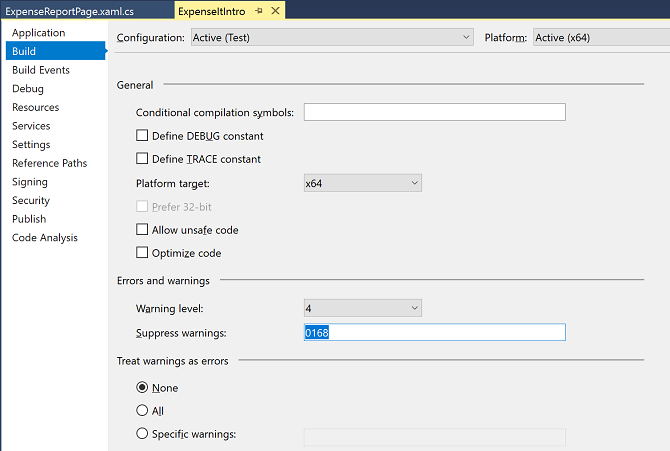 ExpenseReportPage.xaml.cs
ExpenseItIntro
Application
Build
Build Events
Debug
Resources
Services
Settings
Reference Paths
Signing
Security
Publish
Code Analysis
Configuration: Active (Test) Platform: Active (x64)
General
Conditional compilation symbols:
Define DEBUG constant
Define TRACE constant
Platform target: x64
Prefer 32-bit
Allow unsafe code
Optimize code
Errors and warnings
Warning level: 4
Suppress warnings: 0168
Treat warnings as errors
None
All
Specific warnings: